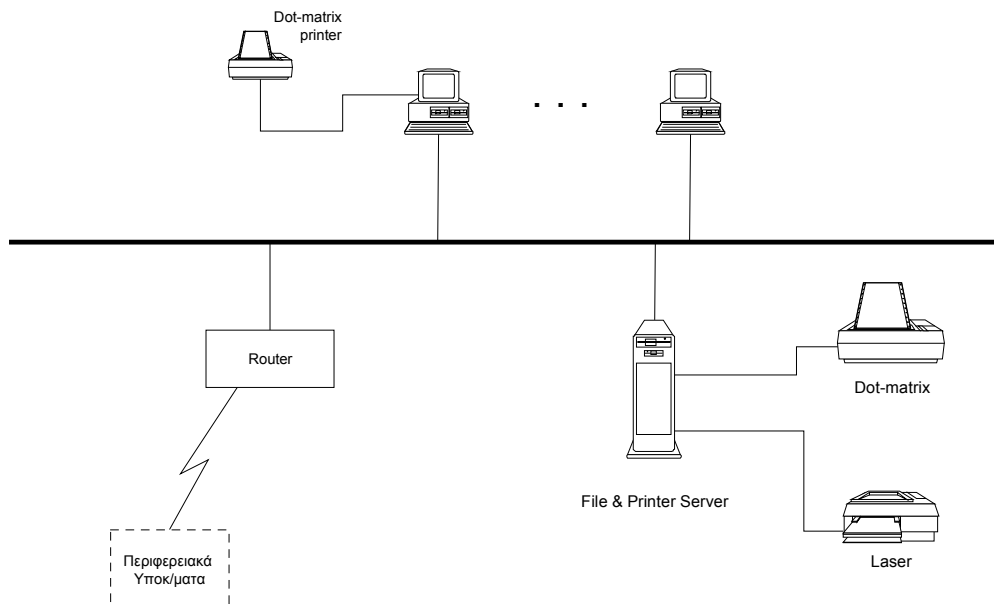 Dot-matrix
printer
. . .
Router
Dot-matrix
File & Printer Server
Περιφερειακά
Υποκ/ματα
Laser